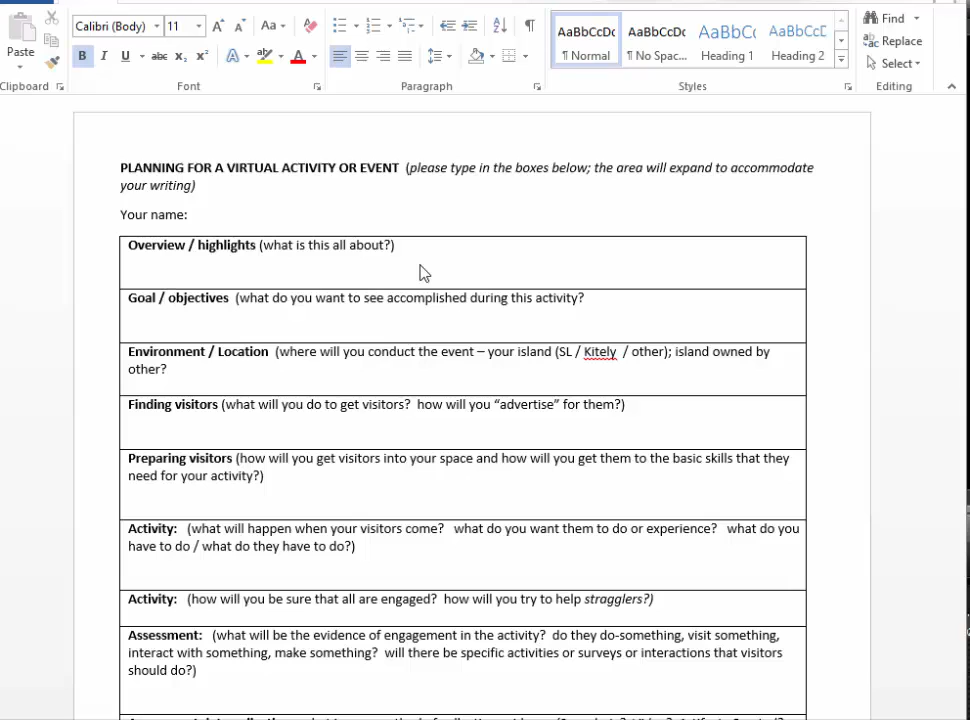 Calibri (Body) 11 A A Aa
Find
Paste
Replace
B I U abc X₂ X² A ab A
AaBbCcDc AaBbCcDc AaBbCc AaBbCcD
¶ Normal ¶ No Spac... Heading 1 Heading 2
Select
Clipboard Font Paragraph Styles Editing
PLANNING FOR A VIRTUAL ACTIVITY OR EVENT (please type in the boxes below; the area will expand to accommodate
your writing)
Your name:
Overview / highlights (what is this all about?)
Goal / objectives (what do you want to see accomplished during this activity?
Environment / Location (where will you conduct the event – your island (SL / Kitely / other); island owned by
other?
Finding visitors (what will you do to get visitors? how will you “advertise” for them?)
Preparing visitors (how will you get visitors into your space and how will you get them to the basic skills that they
need for your activity?)
Activity: (what will happen when your visitors come? what do you want them to do or experience? what do you
have to do / what do they have to do?)
Activity: (how will you be sure that all are engaged? how will you try to help stragglers?)
Assessment: (what will be the evidence of engagement in the activity? do they do-something, visit something,
interact with something, make something? will there be specific activities or surveys or interactions that visitors
should do?)